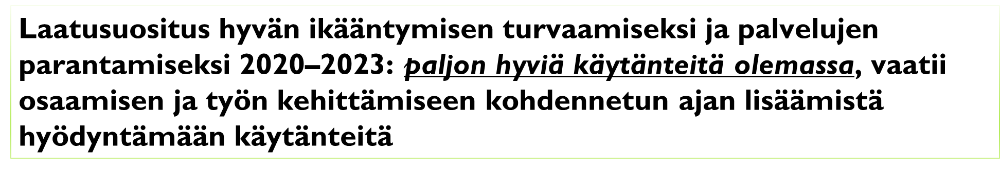 Laatusuositus hyvän ikääntymisen turvaamiseksi ja palvelujen
parantamiseksi 2020–2023: paljon hyviä käytänteitä olemassa, vaatii
osaamisen ja työn kehittämiseen kohdennetun ajan lisäämistä
hyödyntämään käytänteitä